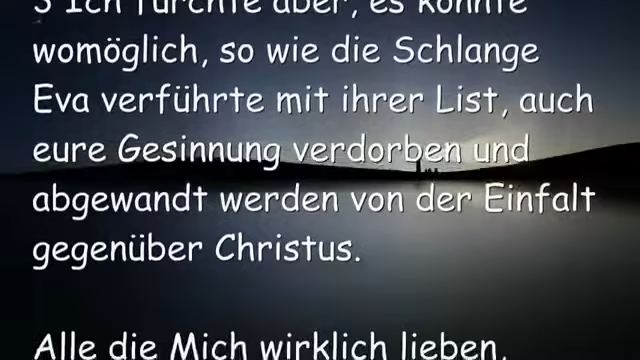 3 Ich fürchte aber, es könnte
womöglich, so wie die Schlange
Eva verführte mit ihrer List, auch
eure Gesinnung verdorben und
abgewandt werden von der Einfalt
gegenüber Christus.
Alle die Mich wirklich lieben,